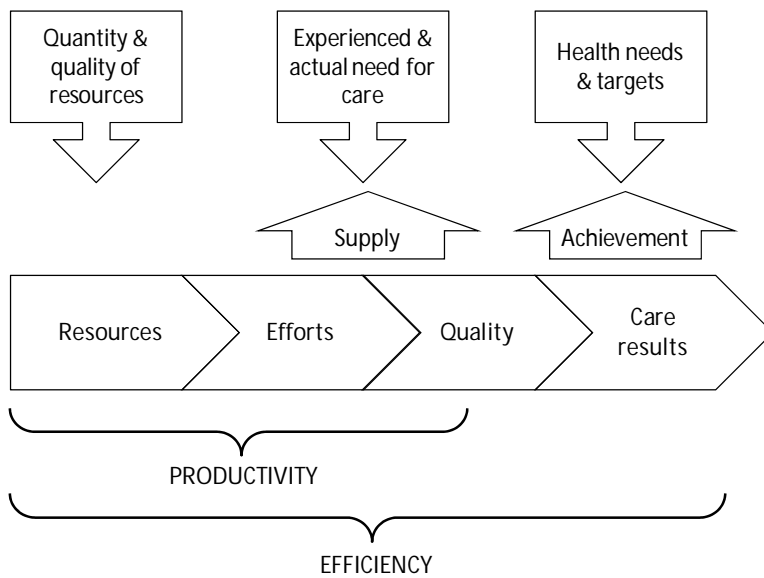 Quantity &
quality of
resources
Experienced &
actual need for
care
Health needs
& targets
Supply
Achievement
Resources
Efforts
Quality
Care
results
PRODUCTIVITY
EFFICIENCY